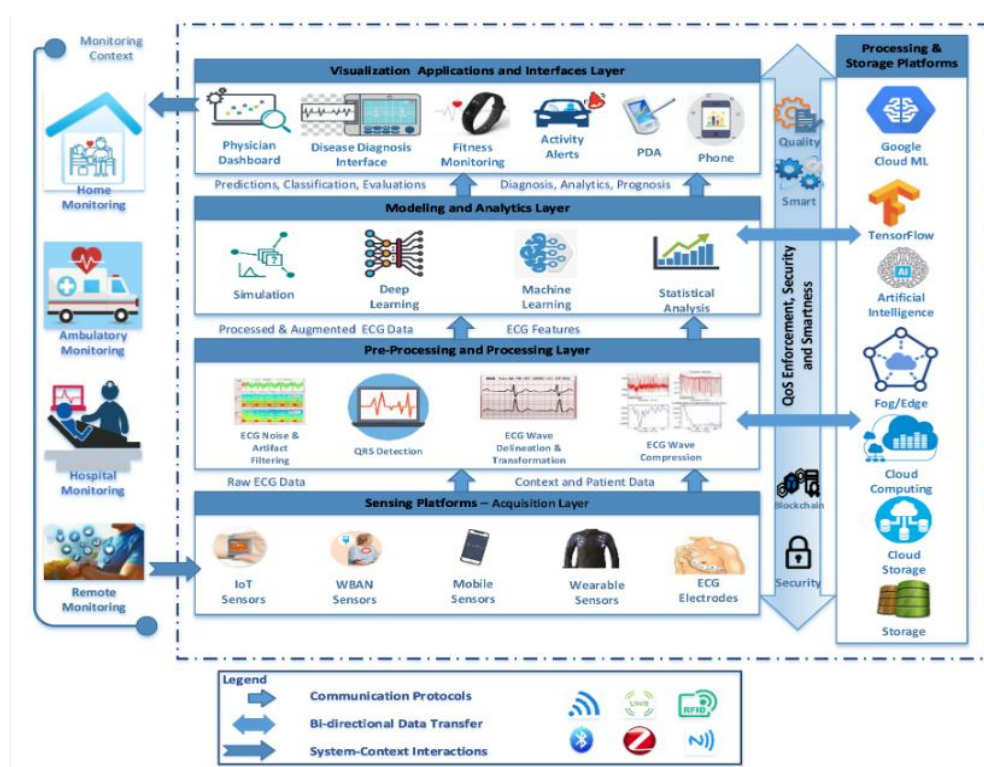 Monitoring
Context
Home
Monitoring
Ambulatory
Monitoring
Hospital
Monitoring
Remote
Monitoring
Visualization Applications and Interfaces Layer
Physician
Dashboard
Disease Diagnosis
Interface
Fitness
Monitoring
Activity
Alerts
PDA
Phone
Predictions, Classification, Evaluations
Diagnosis, Analytics, Prognosis
Modeling and Analytics Layer
Simulation
Deep
Learning
Machine
Learning
Statistical
Analysis
Processed & Augmented ECG Data
ECG Features
Pre-Processing and Processing Layer
ECG Noise &
Artifact
Filtering
QRS Detection
ECG Wave
Delineation &
Transformation
ECG Wave
Compression
Raw ECG Data
Context and Patient Data
Sensing Platforms – Acquisition Layer
IoT
Sensors
WBAN
Sensors
Mobile
Sensors
Wearable
Sensors
ECG
Electrodes
Quality
Smart
QoS Enforcement, Security
and Smartness
Blockchain
Security
Processing &
Storage Platforms
Google
Cloud ML
TensorFlow
AI
Artificial
Intelligence
Fog/Edge
Cloud
Computing
Cloud
Storage
Storage
Legend
Communication Protocols
Bi-directional Data Transfer
System-Context Interactions
UWB
RFID